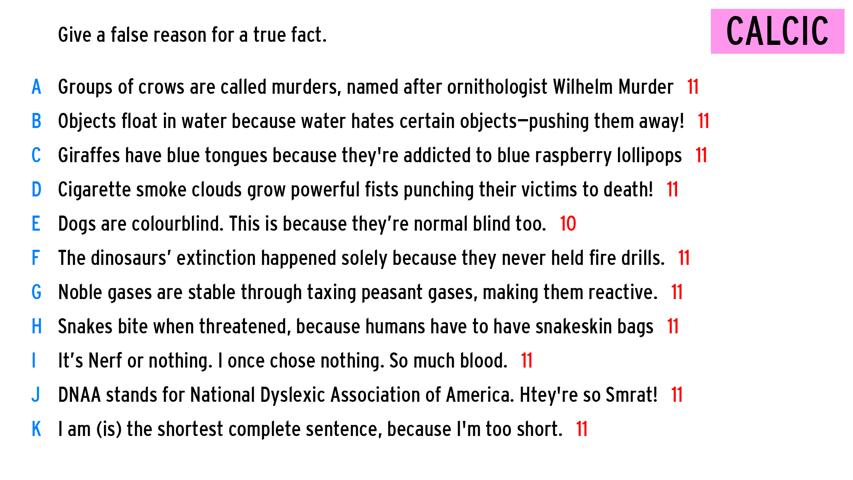 Give a false reason for a true fact.
CALCIC
A Groups of crows are called murders, named after ornithologist Wilhelm Murder 11
B Objects float in water because water hates certain objects—pushing them away! 11
C Giraffes have blue tongues because they're addicted to blue raspberry lollipops 11
D Cigarette smoke clouds grow powerful fists punching their victims to death! 11
E Dogs are colourblind. This is because they’re normal blind too. 10
F The dinosaurs’ extinction happened solely because they never held fire drills. 11
G Noble gases are stable through taxing peasant gases, making them reactive. 11
H Snakes bite when threatened, because humans have to have snakeskin bags 11
I It’s Nerf or nothing. I once chose nothing. So much blood. 11
J DNAA stands for National Dyslexic Association of America. Htey're so Smrat! 11
K I am (is) the shortest complete sentence, because I'm too short. 11